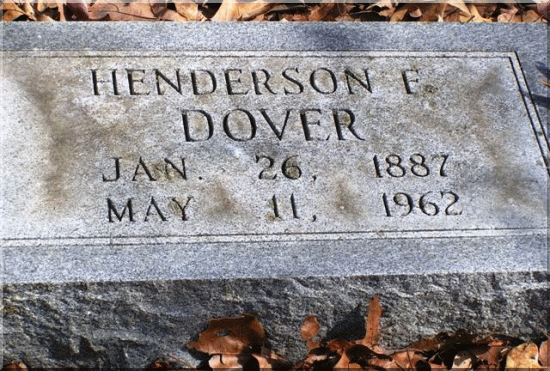 HENDERSON F
DOVER
JAN. 26, 1887
MAY 11, 1962